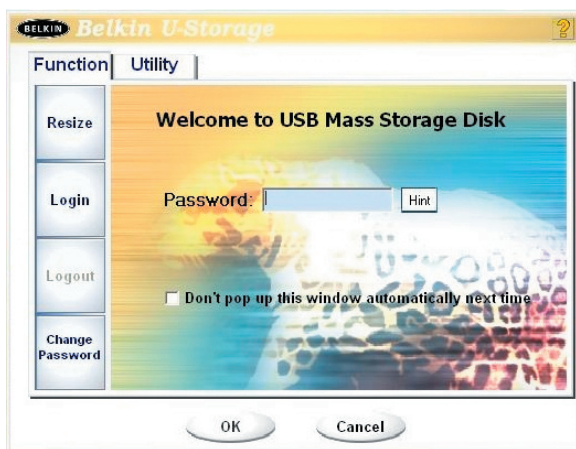 BELKIN Belkin U-Storage ?
Function Utility
Resize
Login
Logout
Change
Password
Welcome to USB Mass Storage Disk
Password: Hint
Don't pop up this window automatically next time
OK Cancel